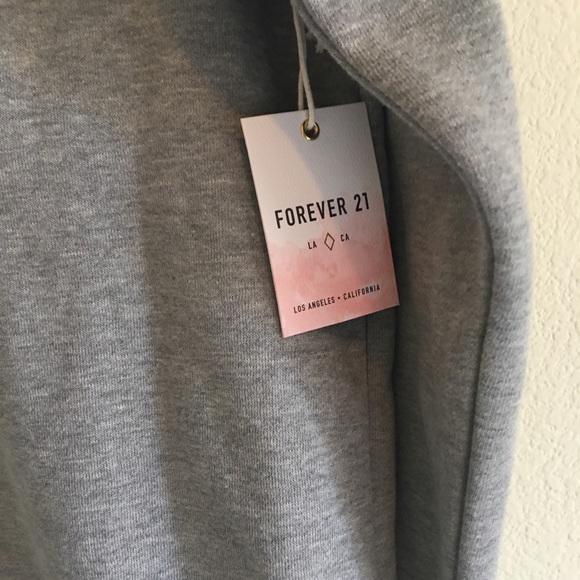 FOREVER 21
LA CA
LOS ANGELES • CALIFORNIA